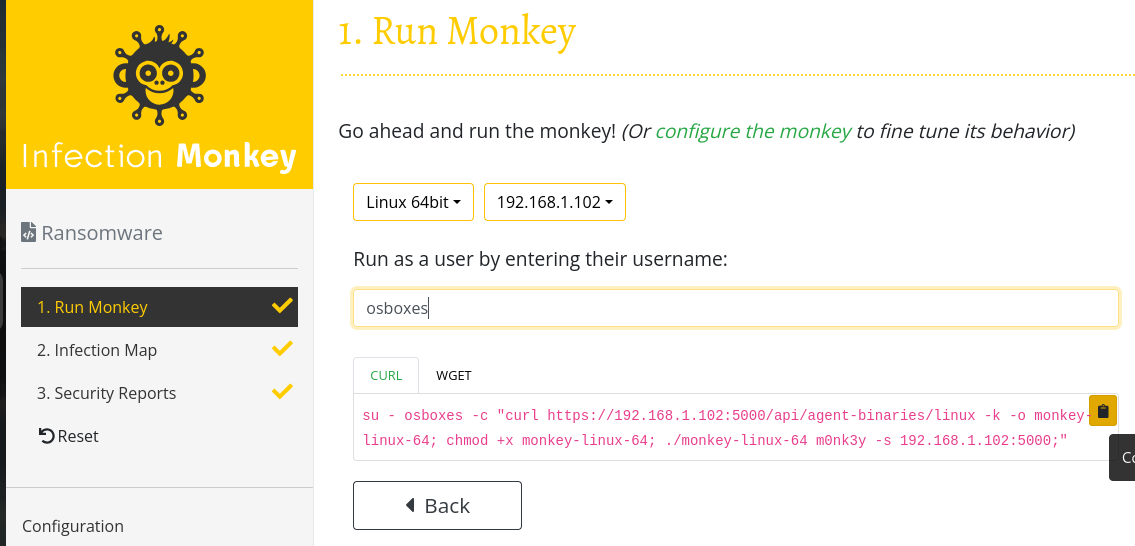 Infection Monkey
Ransomware
1. Run Monkey
2. Infection Map
3. Security Reports
Reset
Configuration
1. Run Monkey
Go ahead and run the monkey! (Or configure the monkey to fine tune its behavior)
Linux 64bit 192.168.1.102
Run as a user by entering their username:
osboxes
CURL WGET
su - osboxes -c "curl https://192.168.1.102:5000/api/agent-binaries/linux -k -o monkey-
linux-64; chmod +x monkey-linux-64; ./monkey-linux-64 m0nk3y -s 192.168.1.102:5000;"
Back